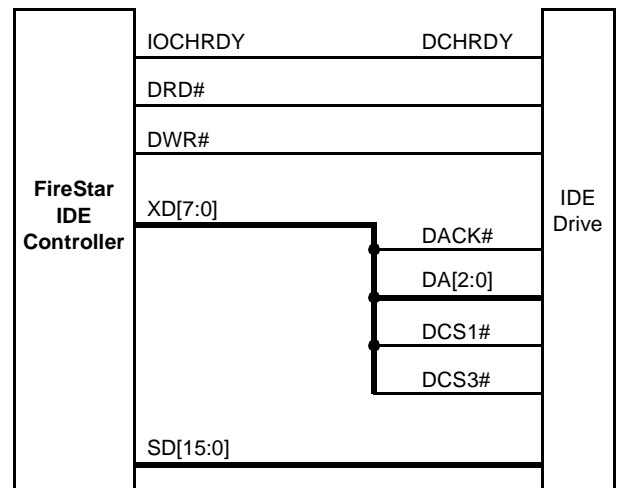 IOCHRDY DCHRDY
DRD#
DWR#
FireStar
IDE
Controller
XD[7:0]
IDE
Drive
DACK#
DA[2:0]
DCS1#
DCS3#
SD[15:0]